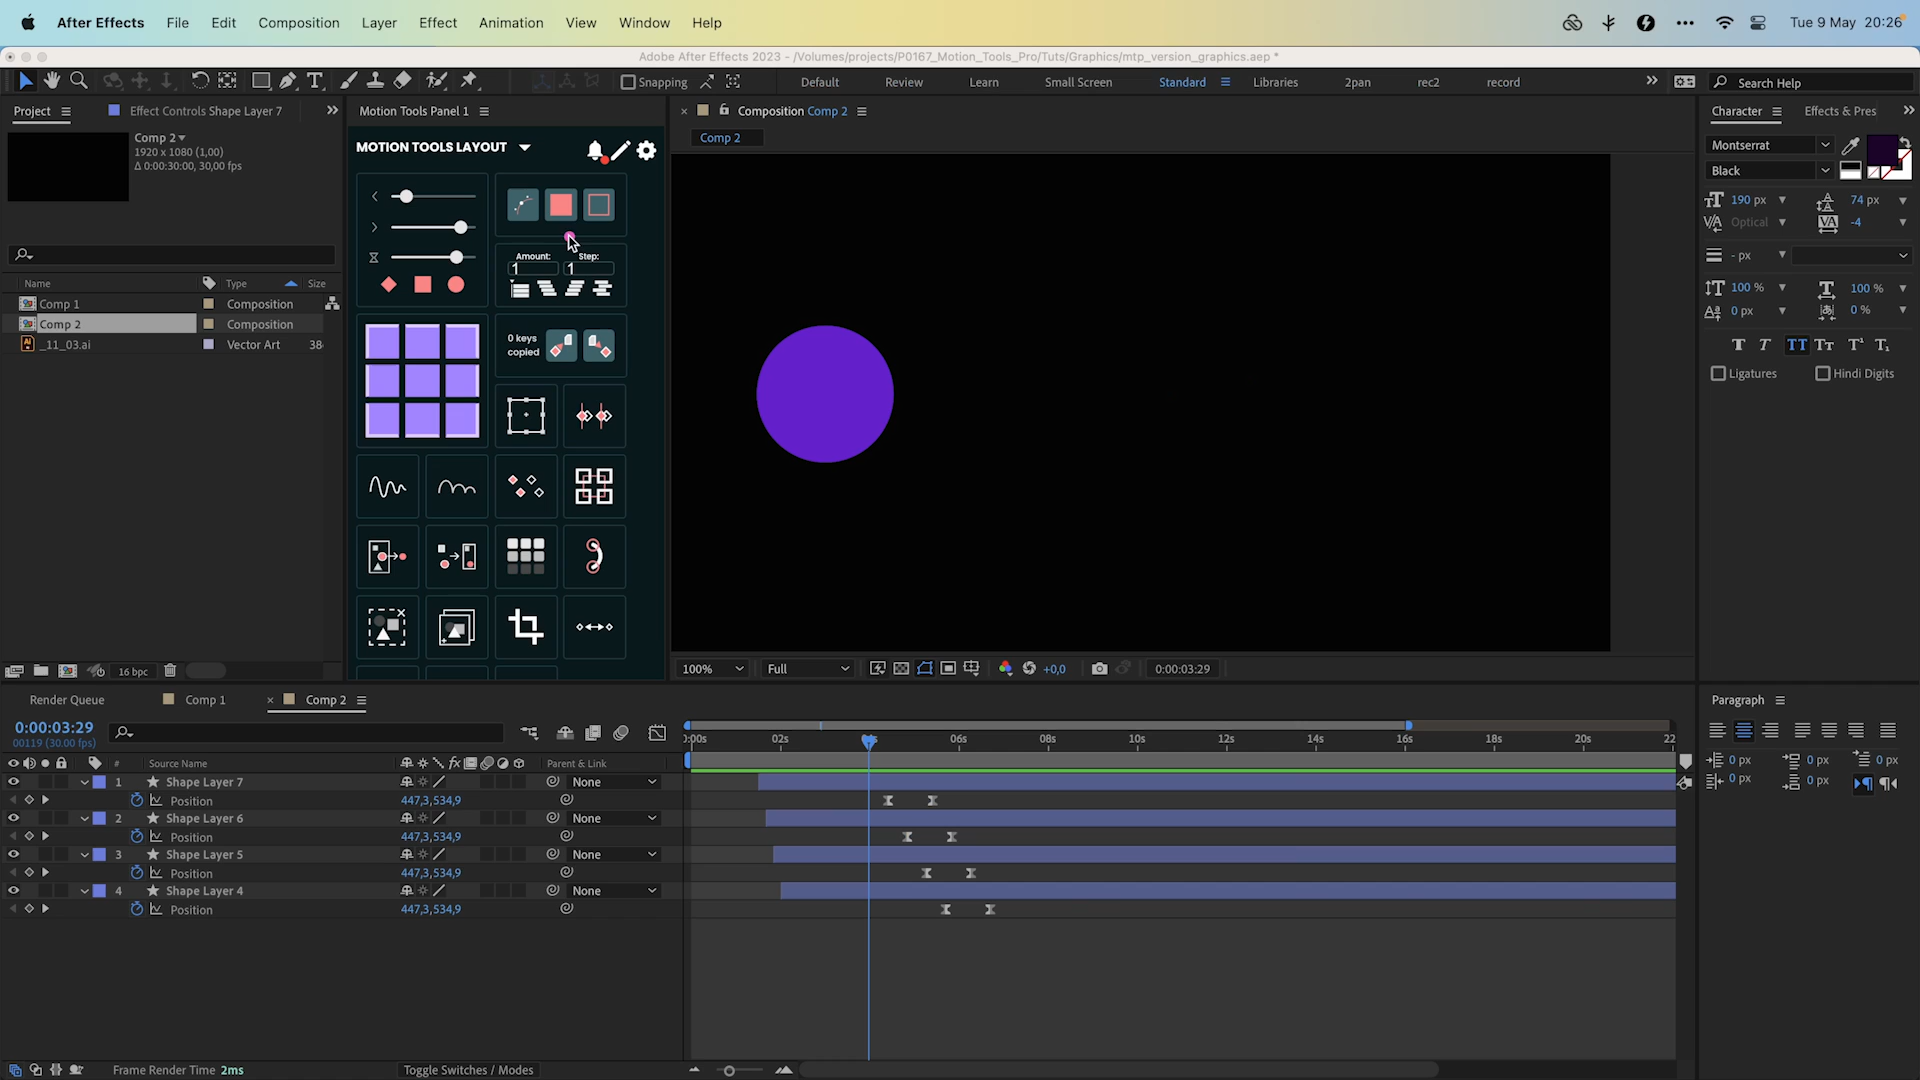 After Effects File Edit Composition Layer Effect Animation View Window Help Tue 9 May 20:26
Adobe After Effects 2023 - /Volumes/projects/P0167_Motion_Tools_Pro/Tuts/Graphics/mtp_version_graphics.aep *
Snapping Default Review Learn Small Screen Standard Libraries 2pan rec2 record Search Help
Project Effect Controls Shape Layer 7 Motion Tools Panel 1 Composition Comp 2 Character Effects & Pres
Comp 2
1920 x 1080 (1,00)
Δ 0:00:30:00, 30,00 fps
MOTION TOOLS LAYOUT
Comp 2
Montserrat
Black
190 px 74 px
Optical -4
- px
100 % 100 %
0 px 0 %
TT Tт T¹ T₁
Ligatures Hindi Digits
Amount: Step:
1 1
0 keys
copied
Name Type Size
Comp 1 Composition
Comp 2 Composition
_11_03.ai Vector Art 38
16 bpc
100% Full +0,0 0:00:03:29
Render Queue Comp 1 Comp 2
0:00:03:29
00119 (30.00 fps)
0:00s 02s 06s 08s 10s 12s 14s 16s 18s 20s 22
# Source Name fx Parent & Link
1 Shape Layer 7 None
Position 447,3,534,9
2 Shape Layer 6 None
Position 447,3,534,9
3 Shape Layer 5 None
Position 447,3,534,9
4 Shape Layer 4 None
Position 447,3,534,9
Paragraph
0 px 0 px 0 px
0 px 0 px
Frame Render Time 2ms Toggle Switches / Modes